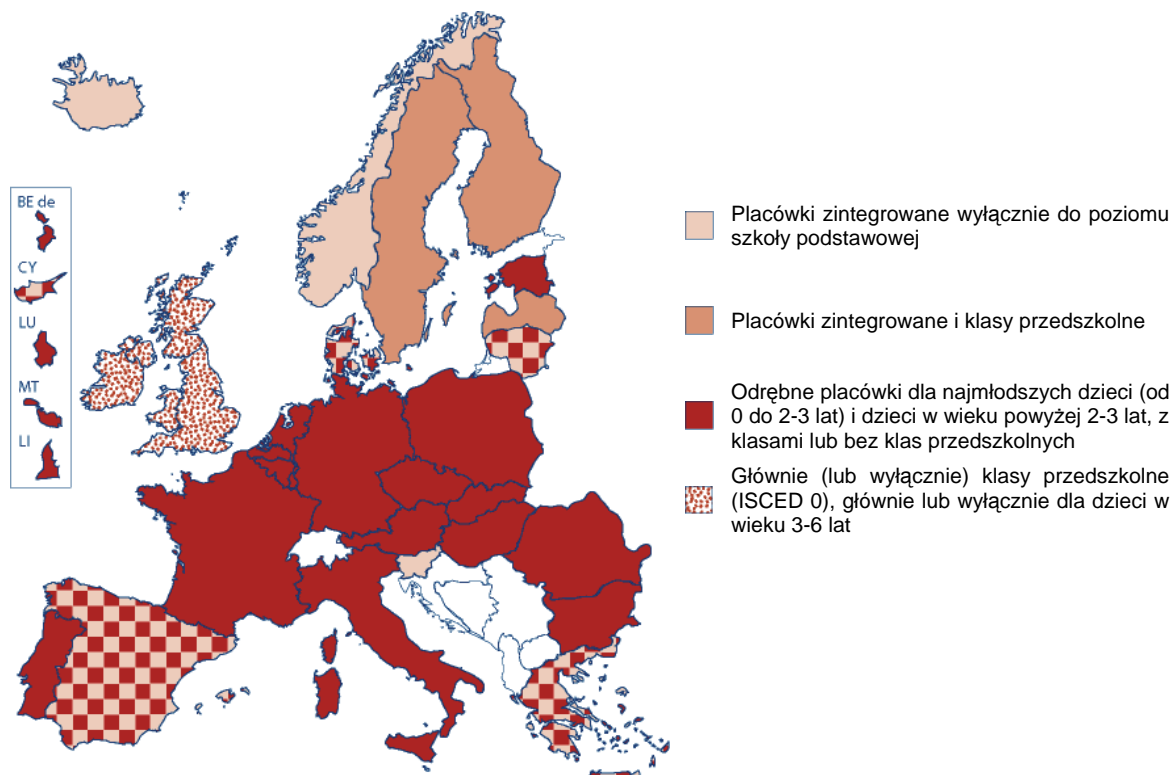 BE de
CY
LU
MT
LI
Placówki zintegrowane wyłącznie do poziomu
szkoły podstawowej
Placówki zintegrowane i klasy przedszkolne
Odrębne placówki dla najmłodszych dzieci (od
0 do 2-3 lat) i dzieci w wieku powyżej 2-3 lat, z
klasami lub bez klas przedszkolnych
Głównie (lub wyłącznie) klasy przedszkolne
(ISCED 0), głównie lub wyłącznie dla dzieci w
wieku 3-6 lat